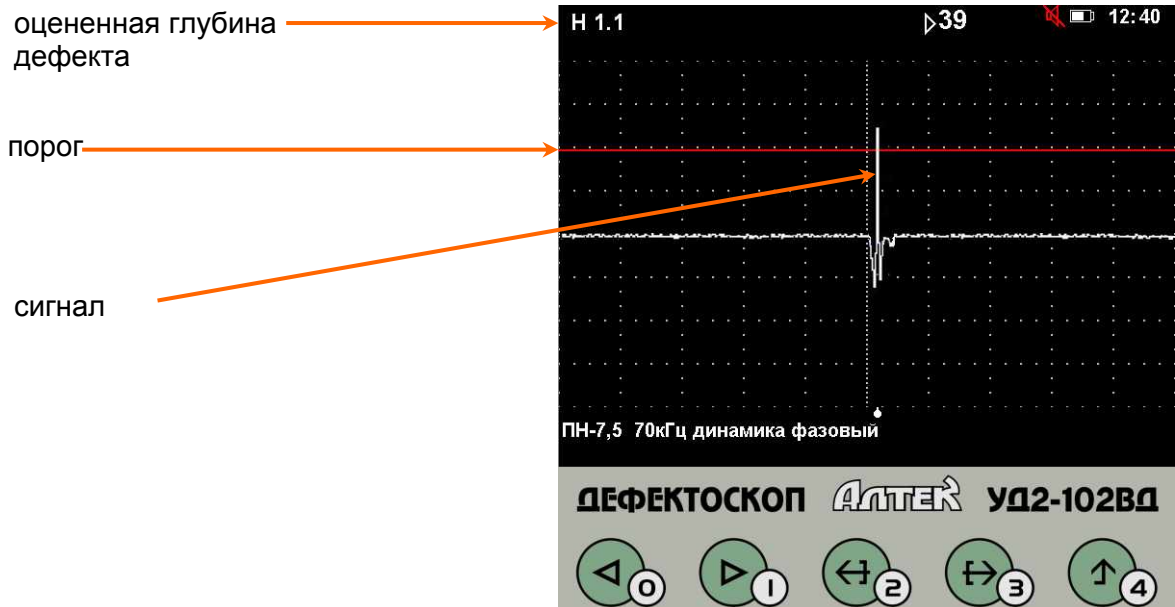 оцененная глубина
дефекта
порог
сигнал
H 1.1
39
12:40
ПН-7,5 70кГц динамика фазовый
ДЕФЕКТОСКОП АЛТЕК УД2-102ВД
0 1 2 3 4